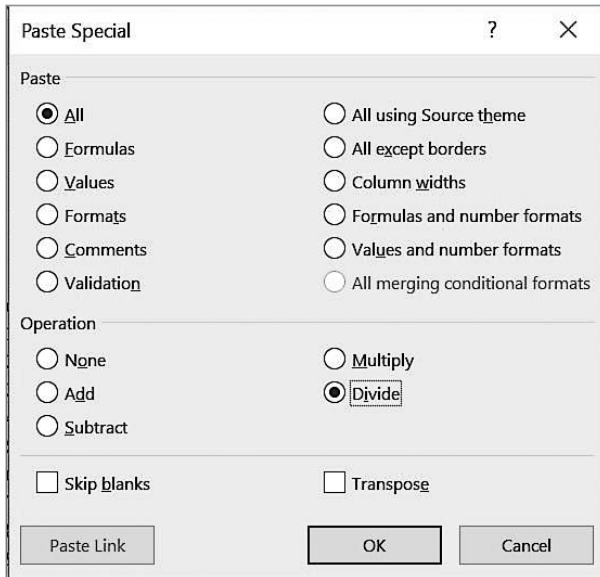 Paste Special ?
Paste
All
Formulas
Values
Formats
Comments
Validation
All using Source theme
All except borders
Column widths
Formulas and number formats
Values and number formats
All merging conditional formats
Operation
None
Add
Subtract
Multiply
Divide
Skip blanks
Transpose
Paste Link
OK
Cancel